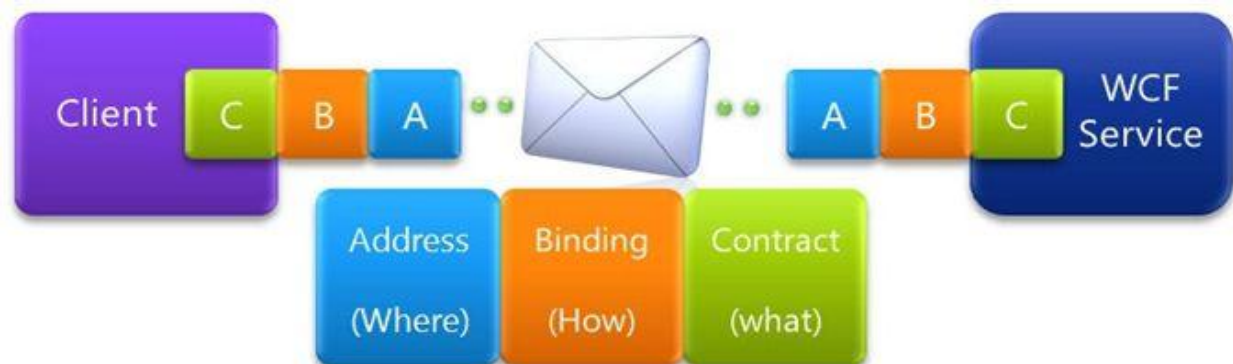 Client
C
B
A
A
B
C
WCF
Service
Address
(Where)
Binding
(How)
Contract
(what)